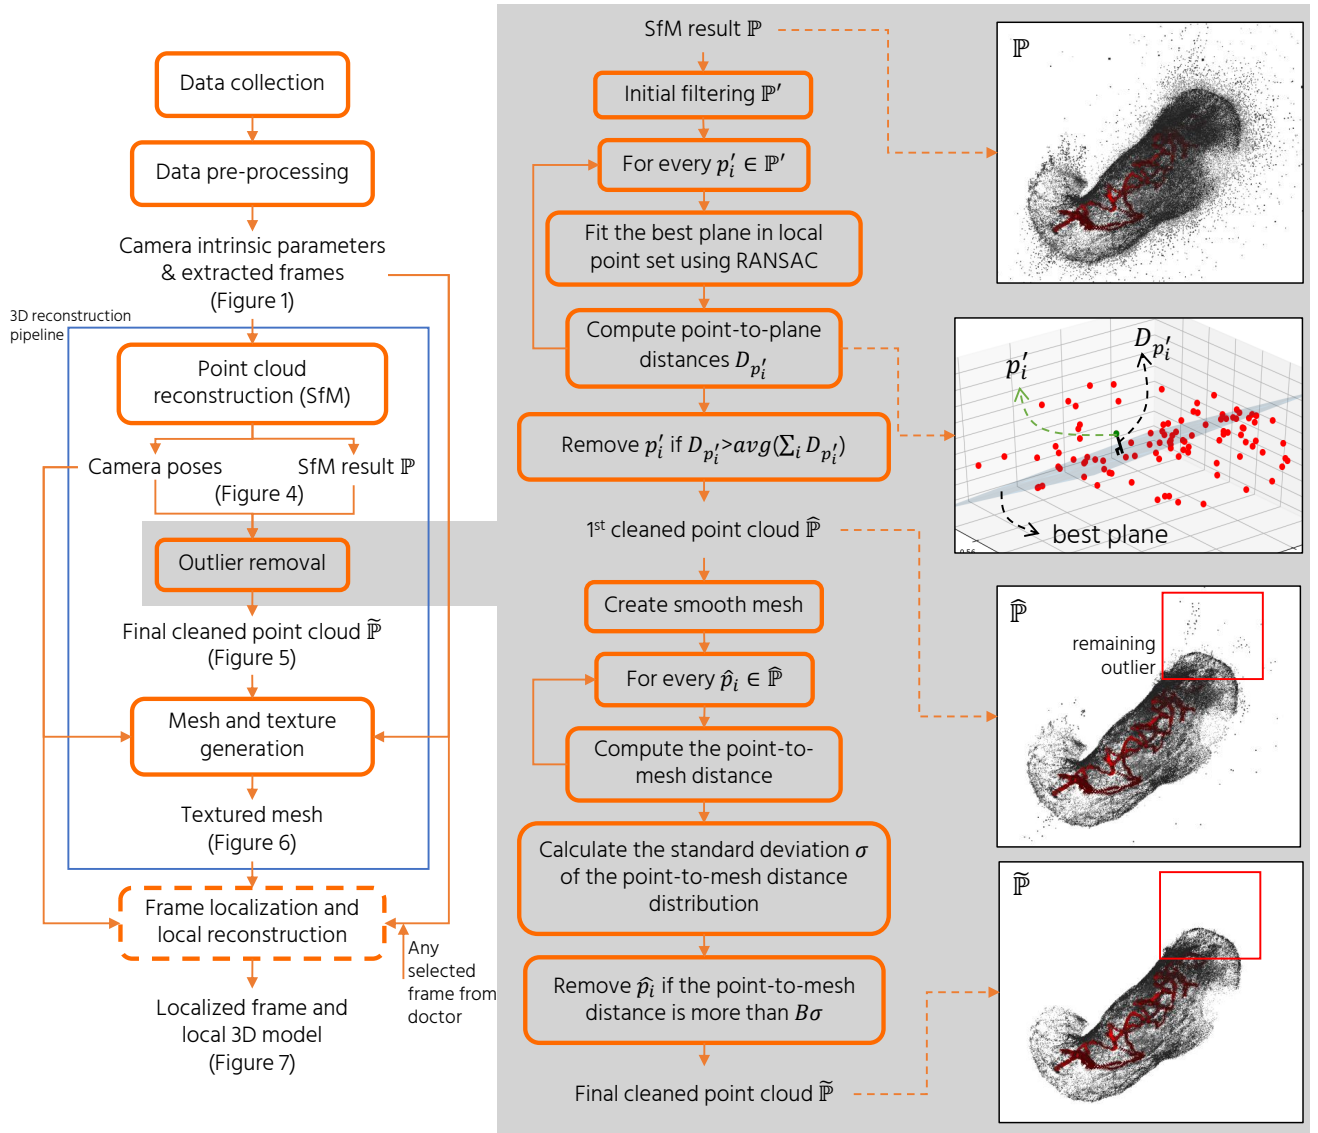 Data collection
Data pre-processing
Camera intrinsic parameters
& extracted frames
(Figure 1)
3D reconstruction
pipeline
Point cloud
reconstruction (SfM)
Camera poses
SfM result ℙ
(Figure 4)
Outlier removal
Final cleaned point cloud ℙ̃
(Figure 5)
Mesh and texture
generation
Textured mesh
(Figure 6)
Frame localization and
local reconstruction
Any
selected
frame from
doctor
Localized frame and
local 3D model
(Figure 7)
SfM result ℙ
Initial filtering ℙ′
For every p′ᵢ ∈ ℙ′
Fit the best plane in local
point set using RANSAC
Compute point-to-plane
distances D_{p′ᵢ}
Remove p′ᵢ if D_{p′ᵢ}>avg(∑ᵢ D_{p′ᵢ})
1st cleaned point cloud ℙ̂
Create smooth mesh
For every p̂ᵢ ∈ ℙ̂
Compute the point-to-
mesh distance
Calculate the standard deviation σ
of the point-to-mesh distance
distribution
Remove p̂ᵢ if the point-to-mesh
distance is more than Bσ
Final cleaned point cloud ℙ̃
ℙ
p′ᵢ
D_{p′ᵢ}
best plane
ℙ̂
remaining
outlier
ℙ̃